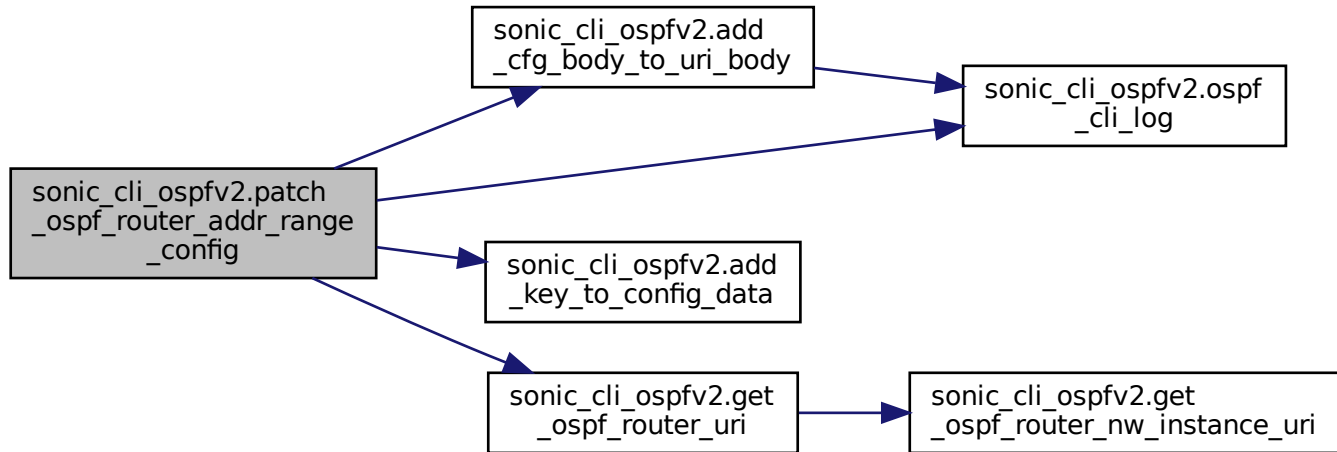 sonic_cli_ospfv2.patch
_ospf_router_addr_range
_config
sonic_cli_ospfv2.add
_cfg_body_to_uri_body
sonic_cli_ospfv2.ospf
_cli_log
sonic_cli_ospfv2.add
_key_to_config_data
sonic_cli_ospfv2.get
_ospf_router_uri
sonic_cli_ospfv2.get
_ospf_router_nw_instance_uri